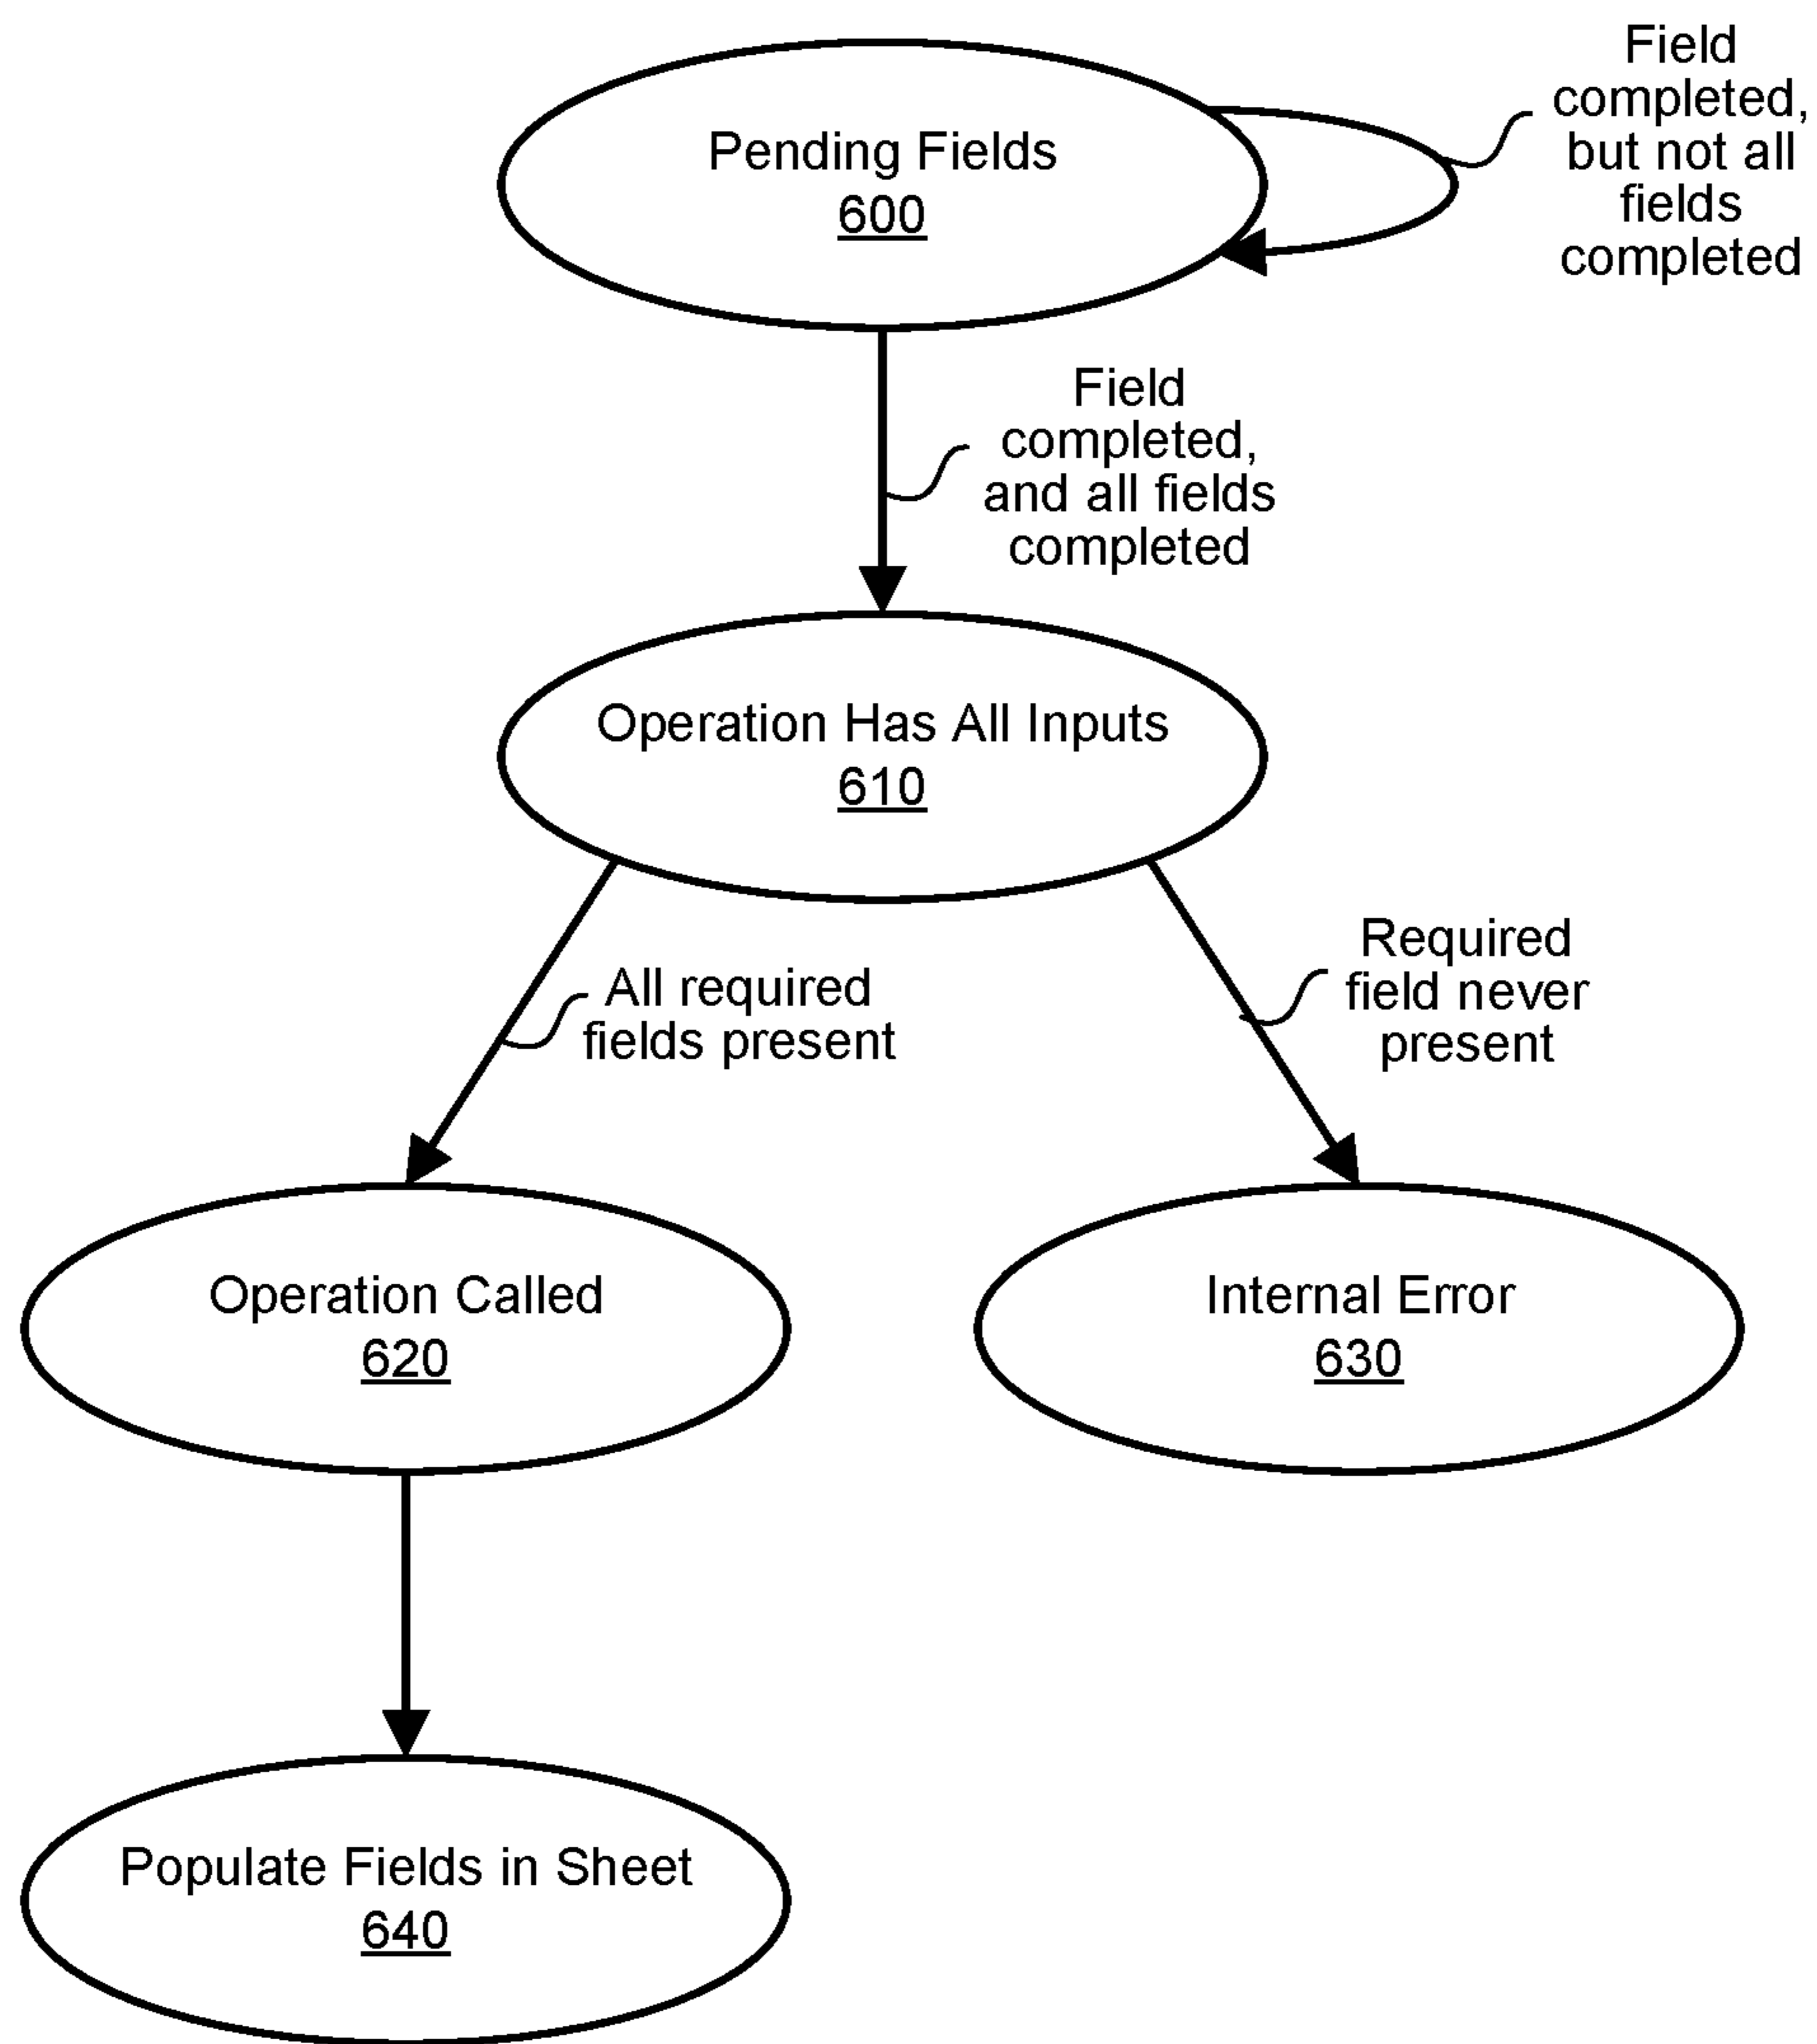 Pending Fields
600
Field
completed,
but not all
fields
completed
Field
completed,
and all fields
completed
Operation Has All Inputs
610
All required
fields present
Required
field never
present
Operation Called
620
Internal Error
630
Populate Fields in Sheet
640